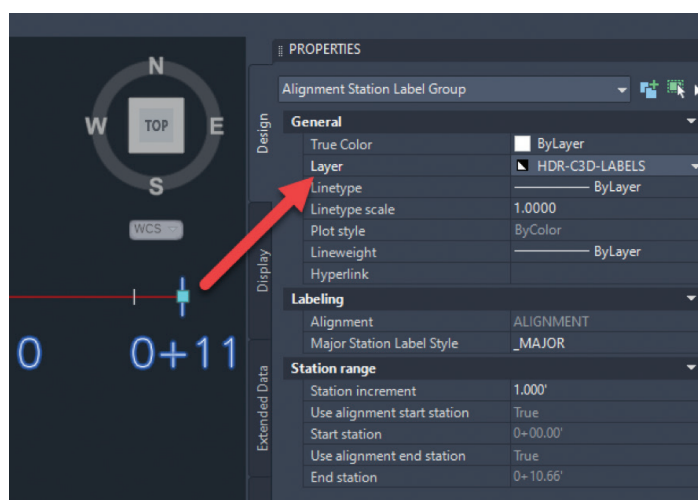 PROPERTIES
N
W TOP E
S
WCS
0 0+11
Design
Display
Extended Data
Alignment Station Label Group
General
True Color ByLayer
Layer HDR-C3D-LABELS
Linetype ByLayer
Linetype scale 1.0000
Plot style ByColor
Lineweight ByLayer
Hyperlink
Labeling
Alignment ALIGNMENT
Major Station Label Style _MAJOR
Station range
Station increment 1.000'
Use alignment start station True
Start station 0+00.00'
Use alignment end station True
End station 0+10.66'